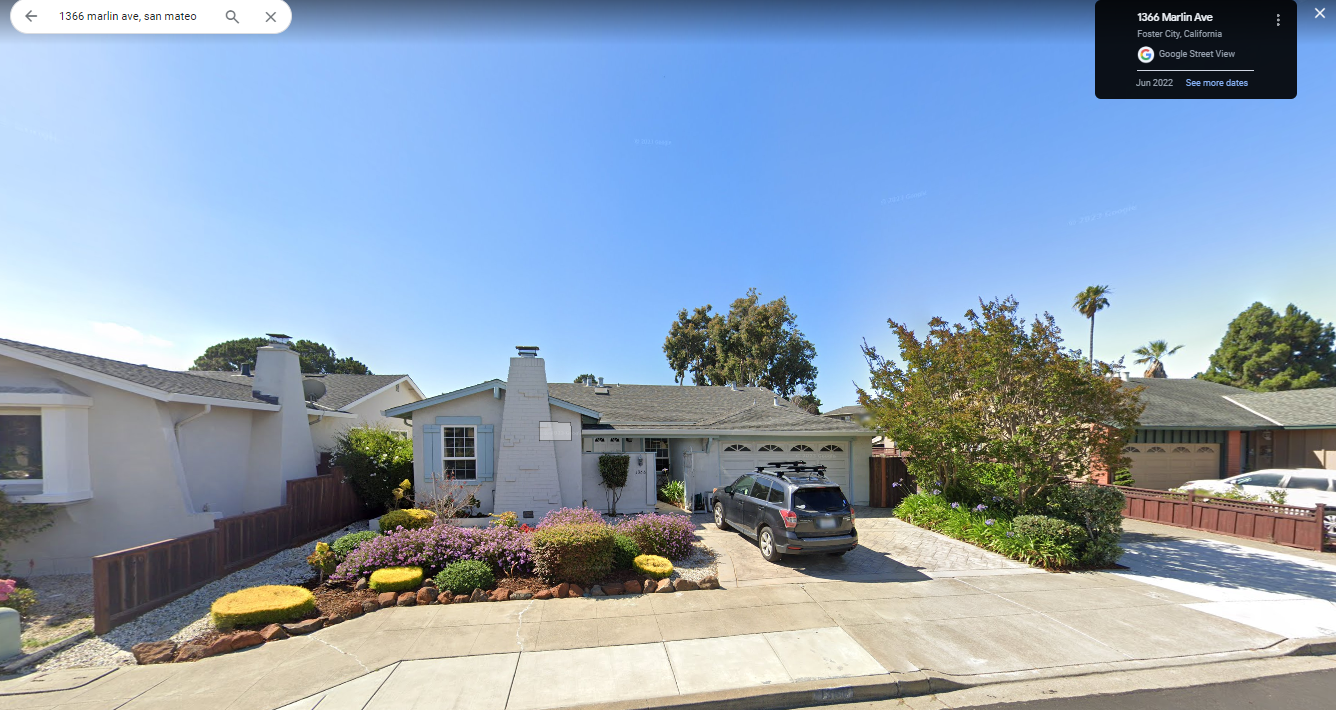 1366 marlin ave, san mateo
1366 Marlin Ave
Foster City, California
Google Street View
Jun 2022 See more dates